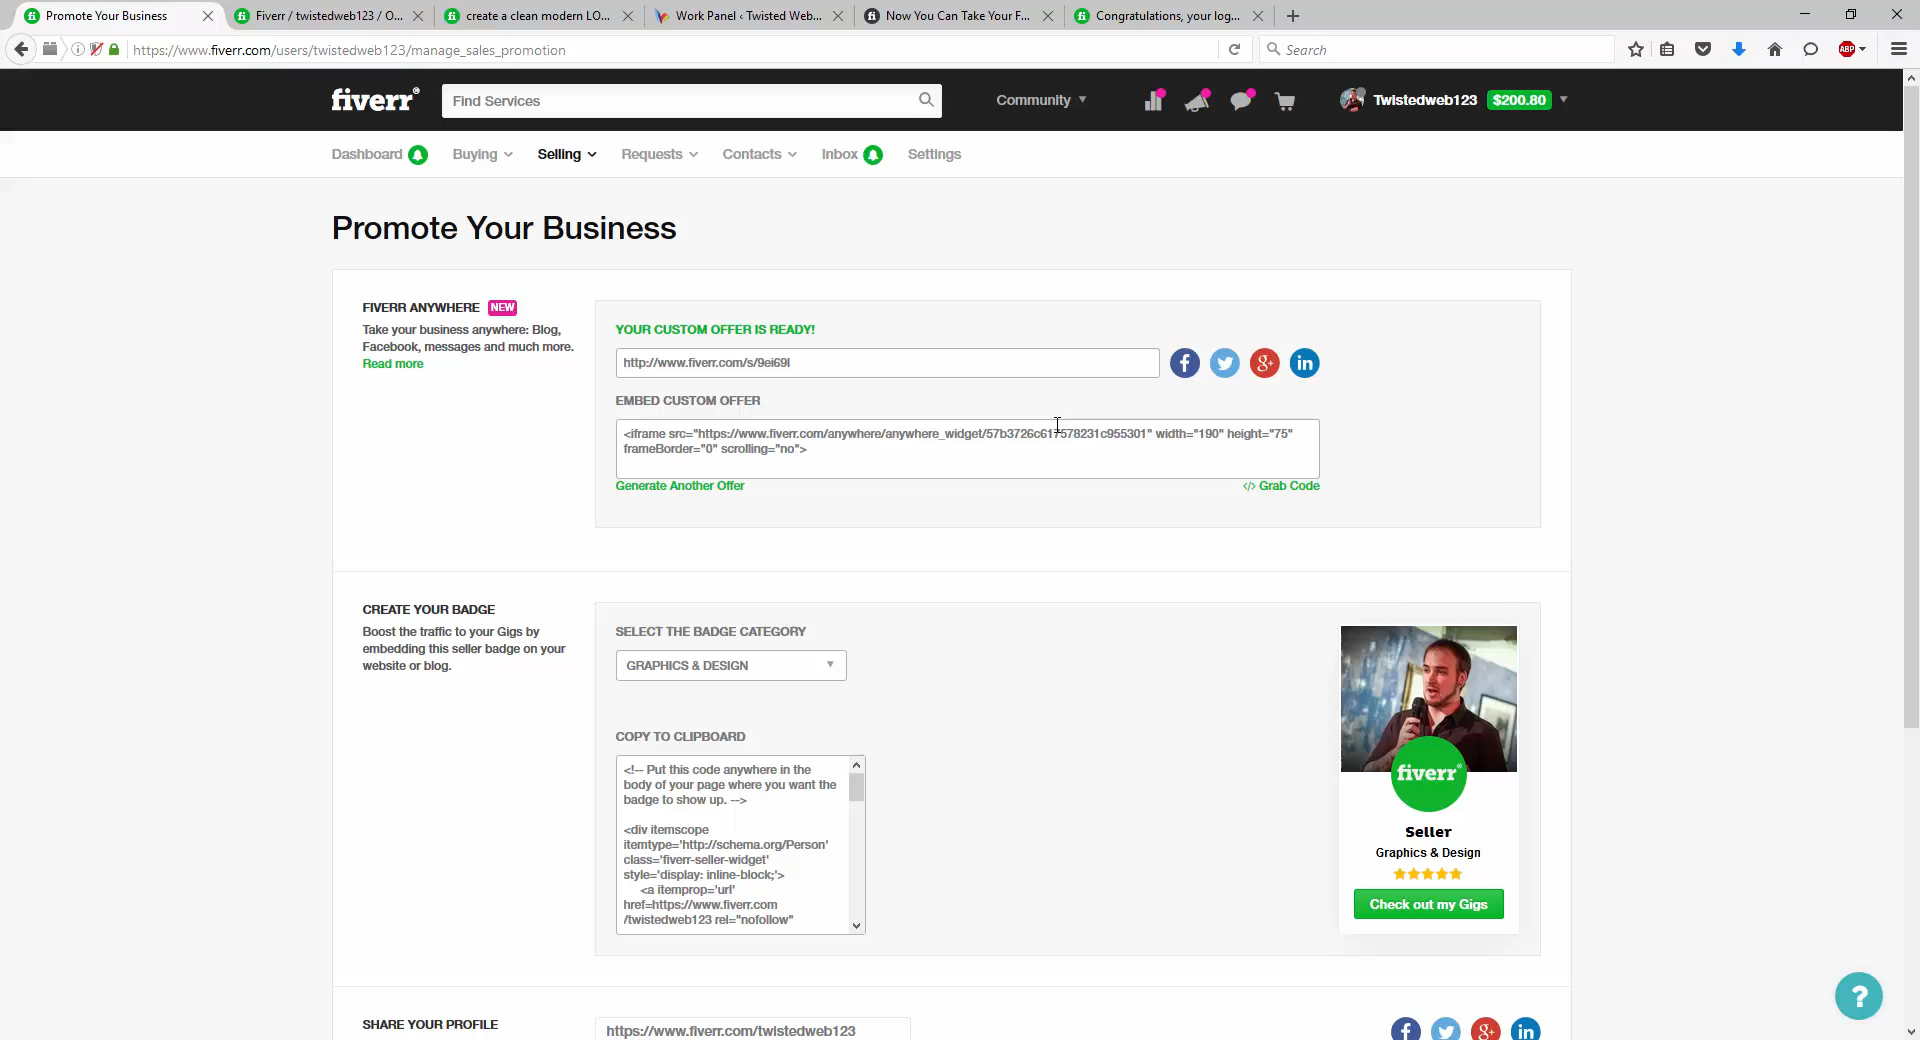 Promote Your Business
Fiverr / twistedweb123 / O...
create a clean modern LO...
Work Panel ‹ Twisted Web...
Now You Can Take Your F...
Congratulations, your log...
https://www.fiverr.com/users/twistedweb123/manage_sales_promotion
Search
ABP
fiverr®
Find Services
Community
Twistedweb123
$200.80
Dashboard
Buying
Selling
Requests
Contacts
Inbox
Settings
Promote Your Business
FIVERR ANYWHERE NEW
Take your business anywhere: Blog,
Facebook, messages and much more.
Read more
YOUR CUSTOM OFFER IS READY!
http://www.fiverr.com/s/9ei69l
EMBED CUSTOM OFFER
<iframe src="https://www.fiverr.com/anywhere/anywhere_widget/57b3726c617578231c955301" width="190" height="75"
frameBorder="0" scrolling="no">
Generate Another Offer
</> Grab Code
CREATE YOUR BADGE
Boost the traffic to your Gigs by
embedding this seller badge on your
website or blog.
SELECT THE BADGE CATEGORY
GRAPHICS & DESIGN
COPY TO CLIPBOARD
<!-- Put this code anywhere in the
body of your page where you want the
badge to show up. -->
<div itemscope
itemtype='http://schema.org/Person'
class='fiverr-seller-widget'
style='display: inline-block;'>
<a itemprop='url'
href=https://www.fiverr.com
/twistedweb123 rel="nofollow"
fiverr®
Seller
Graphics & Design
Check out my Gigs
SHARE YOUR PROFILE
https://www.fiverr.com/twistedweb123
?